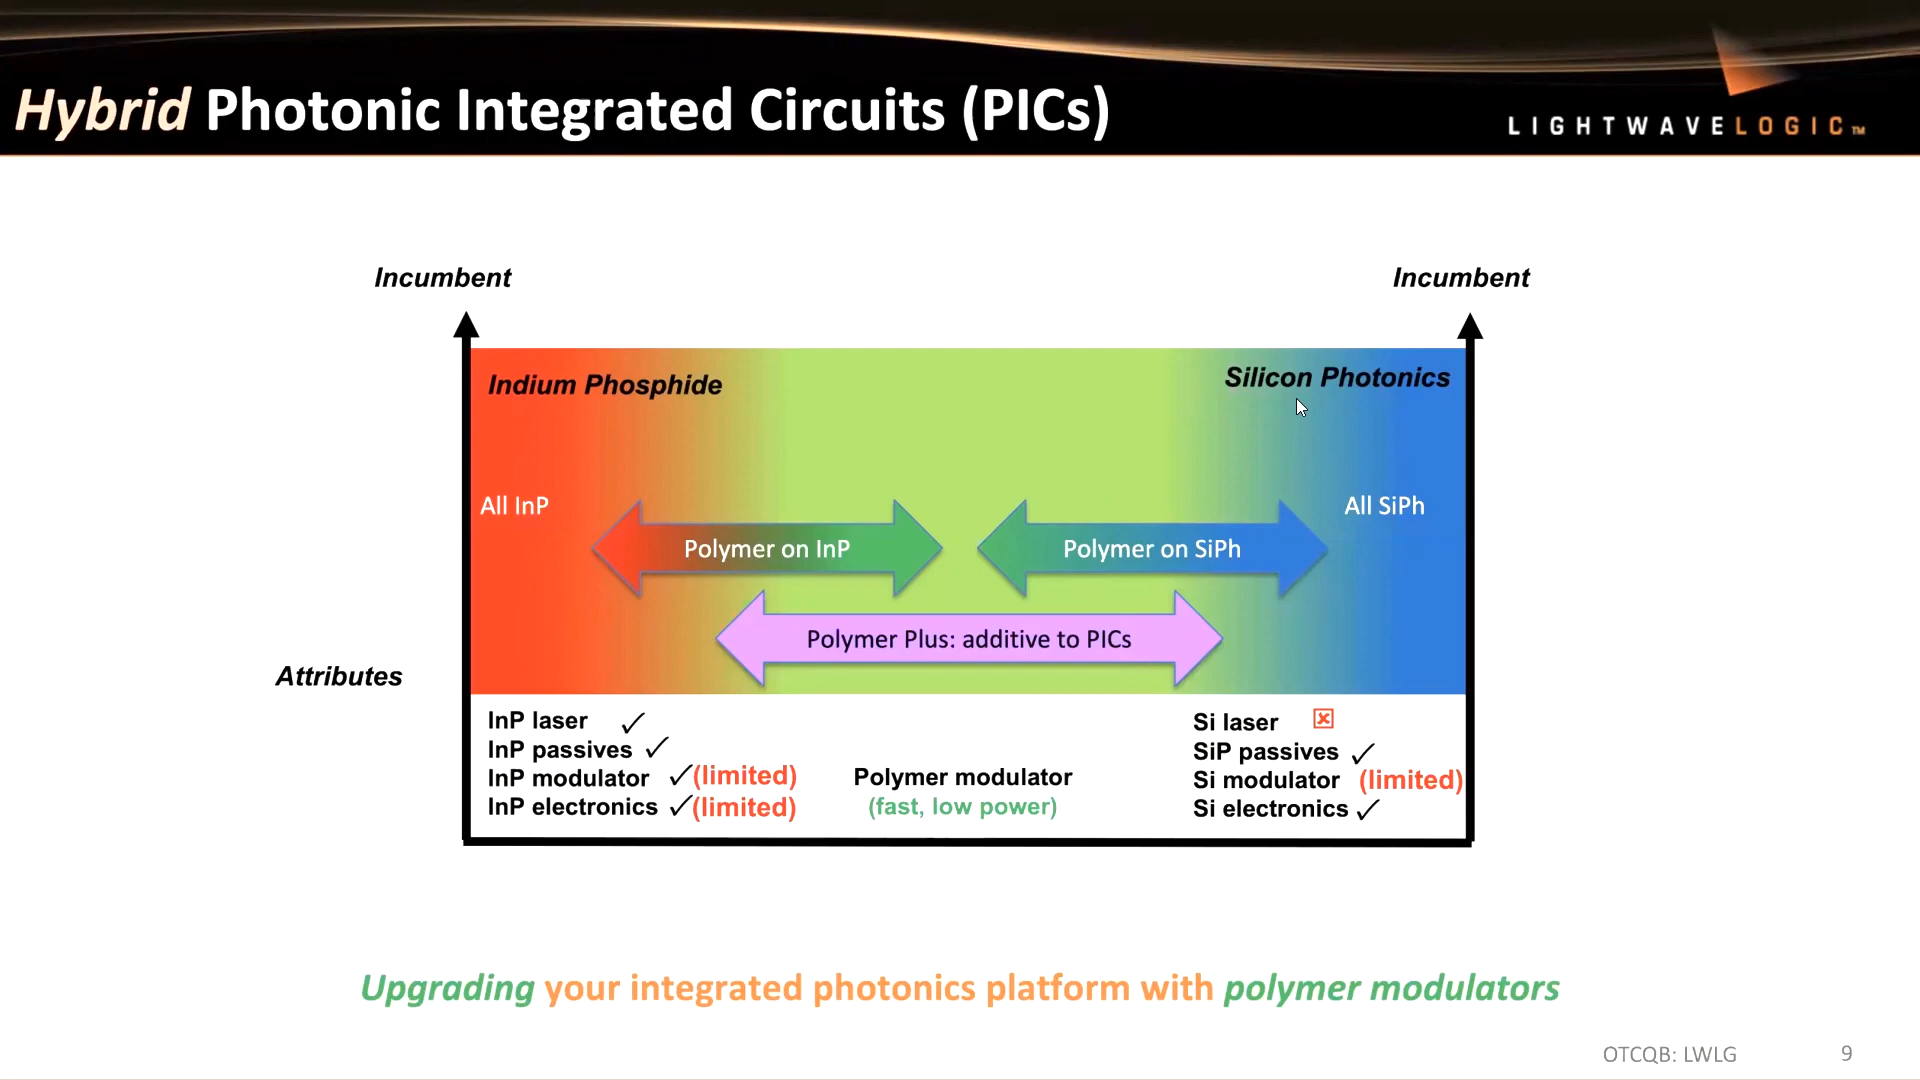 Hybrid Photonic Integrated Circuits (PICs)
LIGHTWAVELOGIC™
Incumbent
Incumbent
Indium Phosphide
Silicon Photonics
All InP
All SiPh
Polymer on InP
Polymer on SiPh
Polymer Plus: additive to PICs
Attributes
InP laser ✓
InP passives ✓
InP modulator ✓(limited)
InP electronics ✓(limited)
Polymer modulator
(fast, low power)
Si laser
SiP passives ✓
Si modulator (limited)
Si electronics ✓
Upgrading your integrated photonics platform with polymer modulators
OTCQB: LWLG
9